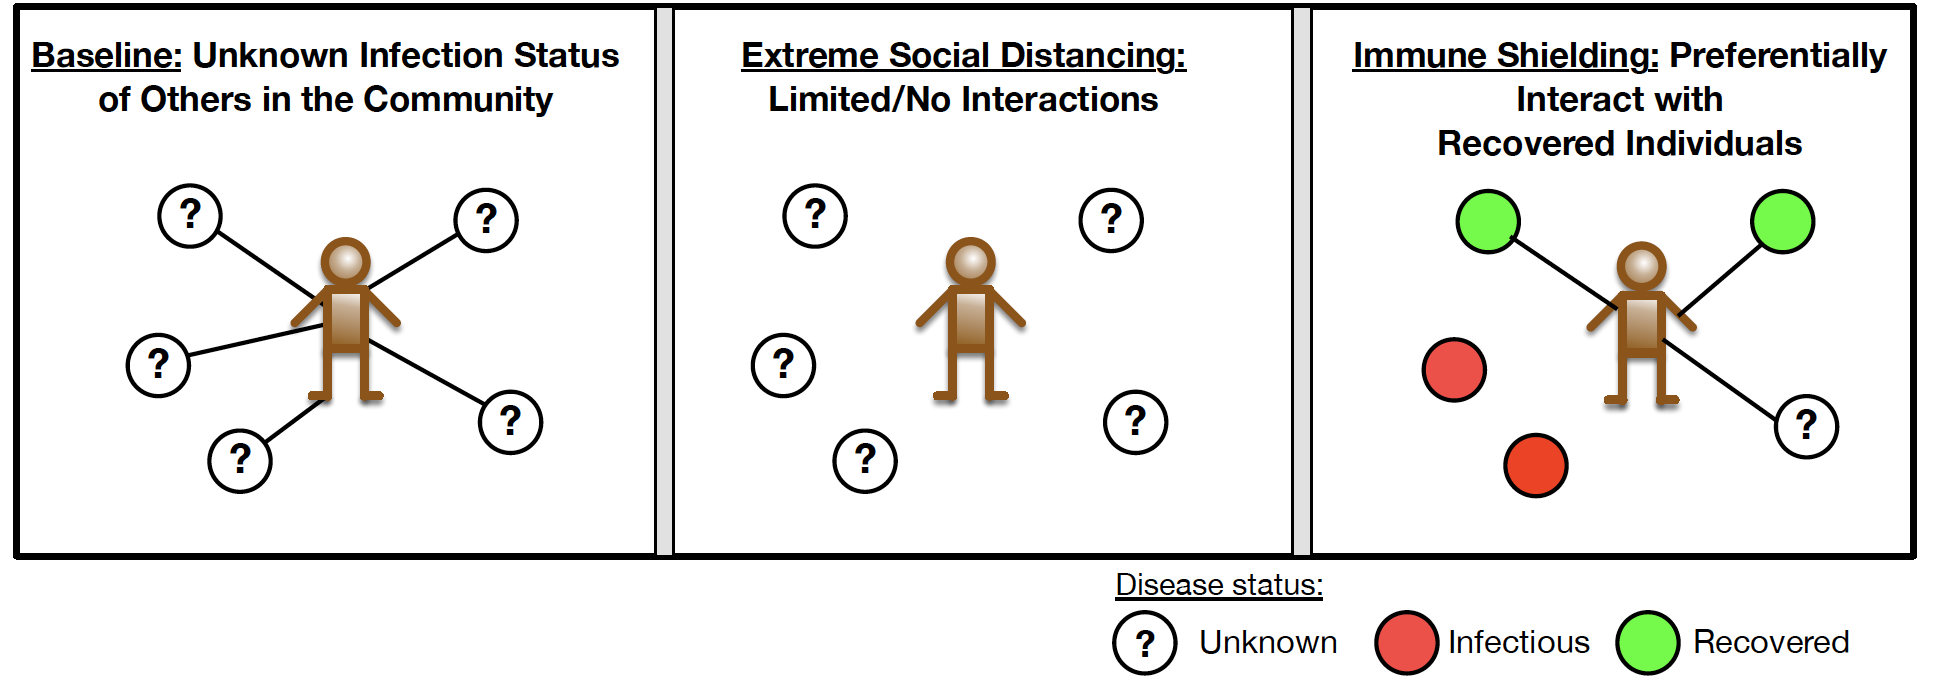 Baseline: Unknown Infection Status
of Others in the Community
? ?
?
?
?
Extreme Social Distancing:
Limited/No Interactions
? ?
?
?
?
Immune Shielding: Preferentially
Interact with
Recovered Individuals
?
Disease status:
? Unknown Infectious Recovered